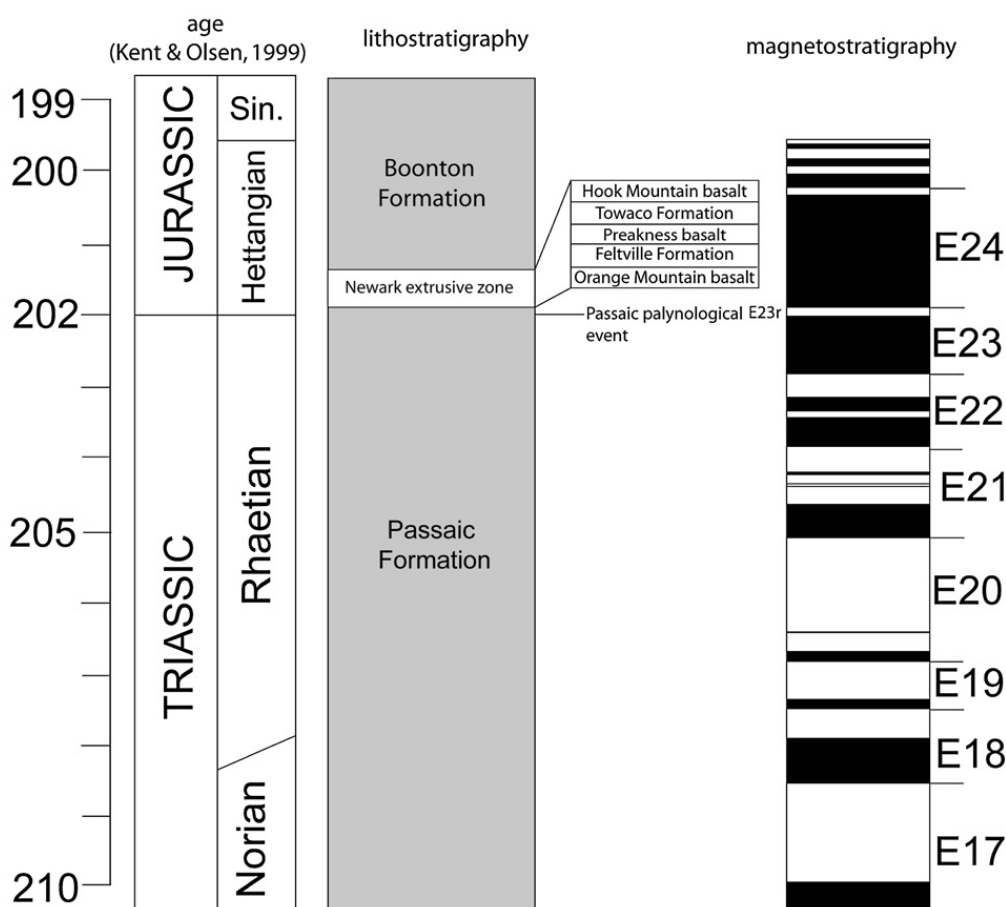 age
(Kent & Olsen, 1999)
lithostratigraphy
magnetostratigraphy
199
200
202
205
210
JURASSIC
TRIASSIC
Sin.
Hettangian
Rhaetian
Norian
Boonton
Formation
Newark extrusive zone
Passaic
Formation
Hook Mountain basalt
Towaco Formation
Preakness basalt
Feltville Formation
Orange Mountain basalt
Passaic palynological E23r
event
E24
E23
E22
E21
E20
E19
E18
E17